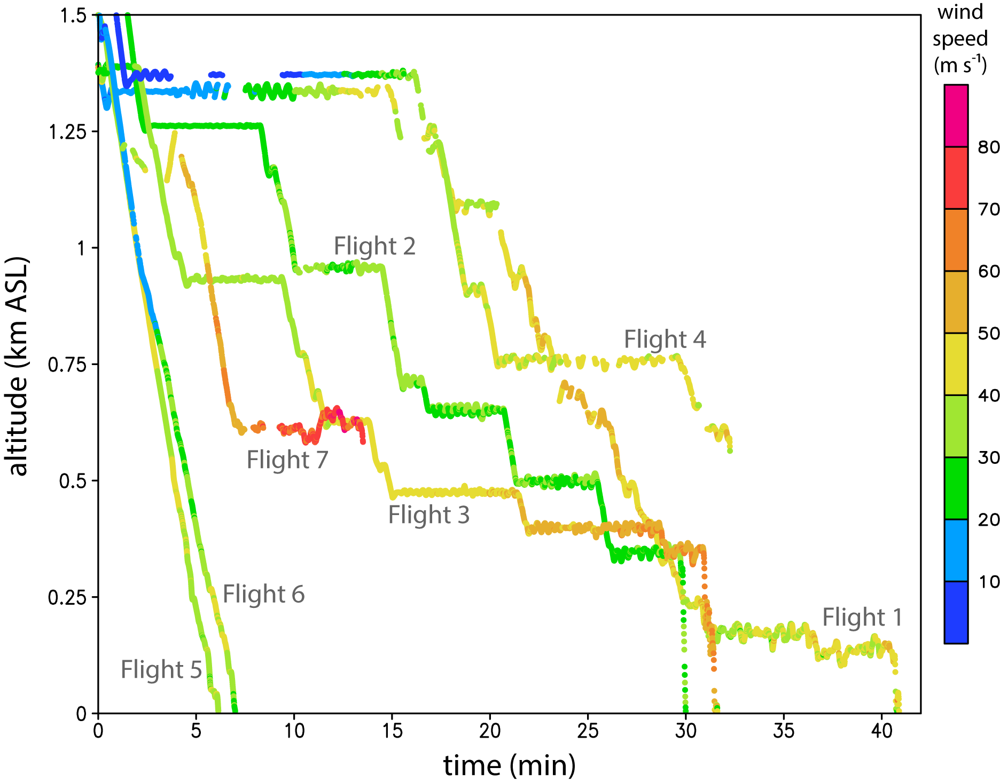 wind
speed
(m s⁻¹)
1.5
1.25
1
0.75
0.5
0.25
0
altitude (km ASL)
Flight 2
Flight 4
Flight 7
Flight 3
Flight 6
Flight 1
Flight 5
80
70
60
50
40
30
20
10
0
5
10
15
20
25
30
35
40
time (min)